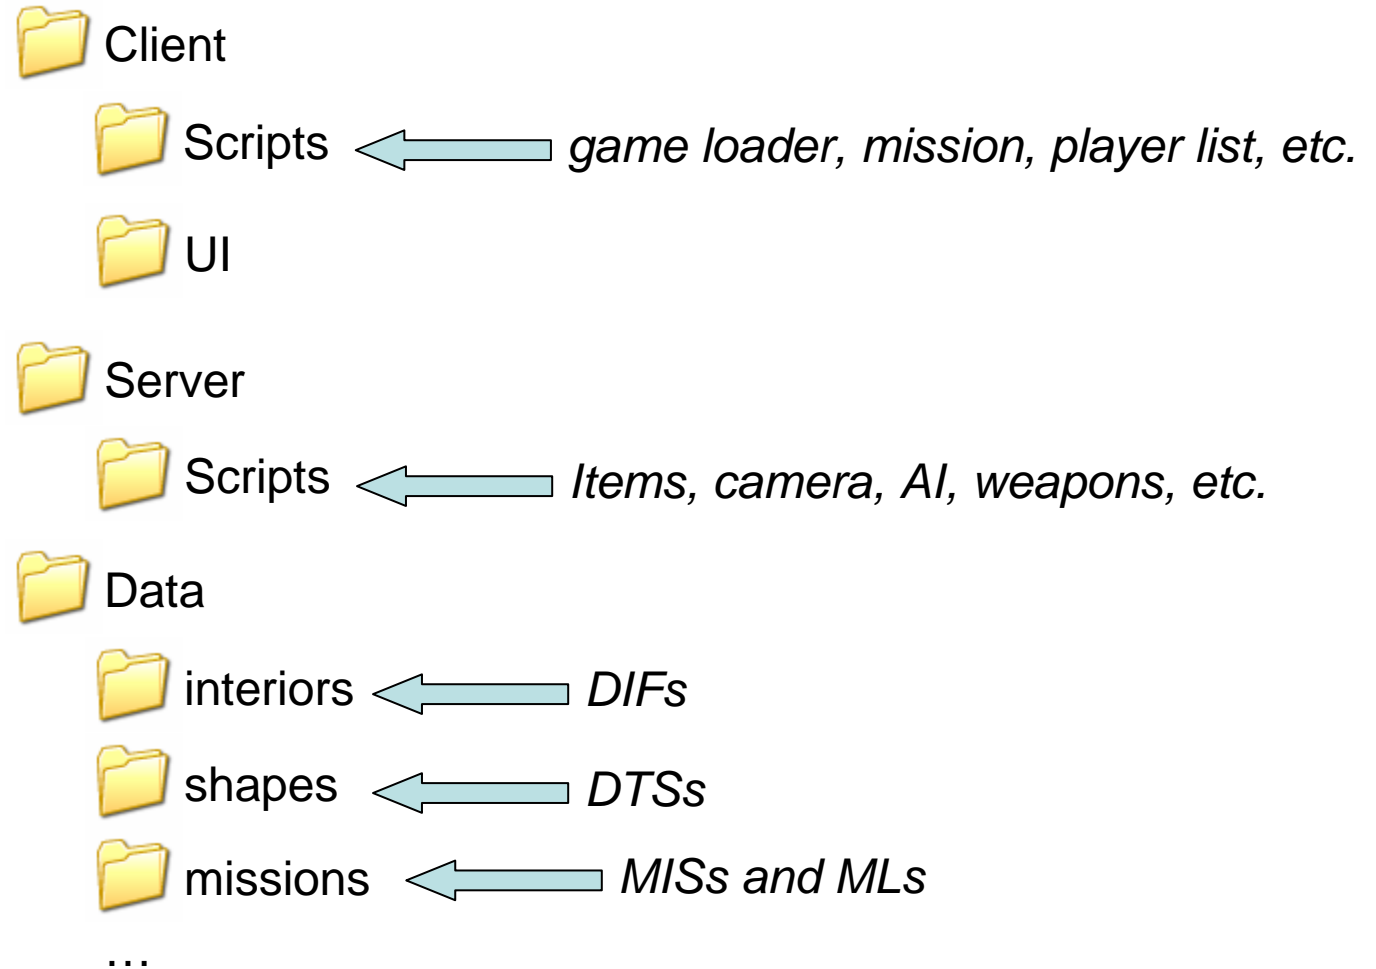 Client
Scripts game loader, mission, player list, etc.
UI
Server
Scripts Items, camera, AI, weapons, etc.
Data
interiors DIFs
shapes DTSs
missions MISs and MLs
...